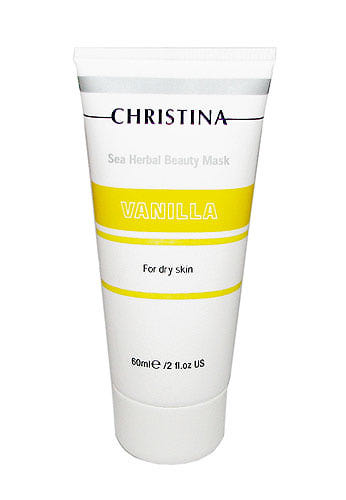 CHRISTINA
Sea Herbal Beauty Mask
VANILLA
For dry skin
60ml℮ /2 fl.oz US